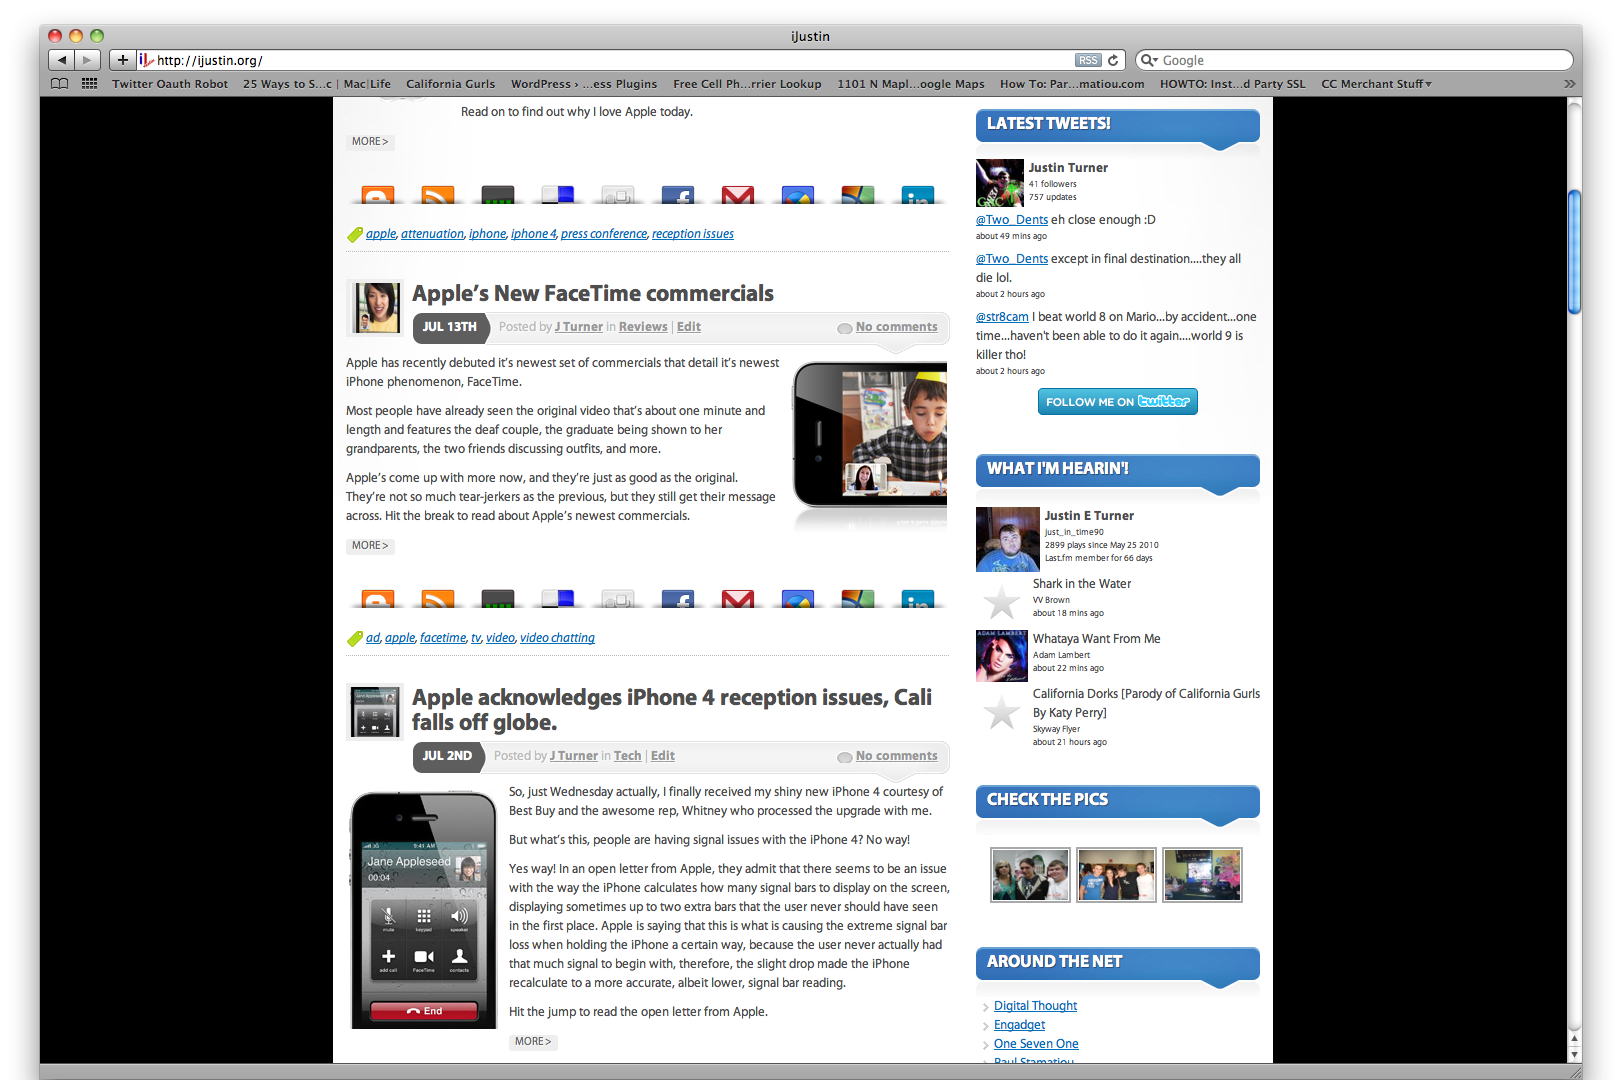 iJustin
http://ijustin.org/
RSS
Google
Twitter Oauth Robot
25 Ways to S...c | Mac|Life
California Gurls
WordPress › ...ess Plugins
Free Cell Ph...rrier Lookup
1101 N Mapl...oogle Maps
How To: Par...matiou.com
HOWTO: Inst...d Party SSL
CC Merchant Stuff
Read on to find out why I love Apple today.
MORE >
apple, attenuation, iphone, iphone 4, press conference, reception issues
Apple's New FaceTime commercials
JUL 13TH
Posted by J Turner in Reviews | Edit
No comments
Apple has recently debuted it's newest set of commercials that detail it's newest
iPhone phenomenon, FaceTime.
Most people have already seen the original video that's about one minute and
length and features the deaf couple, the graduate being shown to her
grandparents, the two friends discussing outfits, and more.
Apple's come up with more now, and they're just as good as the original.
They're not so much tear-jerkers as the previous, but they still get their message
across. Hit the break to read about Apple's newest commercials.
MORE >
ad, apple, facetime, tv, video, video chatting
Apple acknowledges iPhone 4 reception issues, Cali
falls off globe.
JUL 2ND
Posted by J Turner in Tech | Edit
No comments
So, just Wednesday actually, I finally received my shiny new iPhone 4 courtesy of
Best Buy and the awesome rep, Whitney who processed the upgrade with me.
But what's this, people are having signal issues with the iPhone 4? No way!
Yes way! In an open letter from Apple, they admit that there seems to be an issue
with the way the iPhone calculates how many signal bars to display on the screen,
displaying sometimes up to two extra bars that the user never should have seen
in the first place. Apple is saying that this is what is causing the extreme signal bar
loss when holding the iPhone a certain way, because the user never actually had
that much signal to begin with, therefore, the slight drop made the iPhone
recalculate to a more accurate, albeit lower, signal bar reading.
Hit the jump to read the open letter from Apple.
MORE >
3G
9:41 AM
Jane Appleseed
00:04
mute
keypad
speaker
add call
FaceTime
contacts
End
LATEST TWEETS!
Justin Turner
41 followers
757 updates
@Two_Dents eh close enough :D
about 49 mins ago
@Two_Dents except in final destination....they all
die lol.
about 2 hours ago
@str8cam I beat world 8 on Mario...by accident...one
time...haven't been able to do it again....world 9 is
killer tho!
about 2 hours ago
FOLLOW ME ON twitter
WHAT I'M HEARIN'!
Justin E Turner
just_in_time90
2899 plays since May 25 2010
Last.fm member for 66 days
Shark in the Water
VV Brown
about 18 mins ago
ADAM LAMBERT
Whataya Want From Me
Adam Lambert
about 22 mins ago
California Dorks [Parody of California Gurls
By Katy Perry]
Skyway Flyer
about 21 hours ago
CHECK THE PICS
AROUND THE NET
Digital Thought
Engadget
One Seven One
Paul Stamatiou